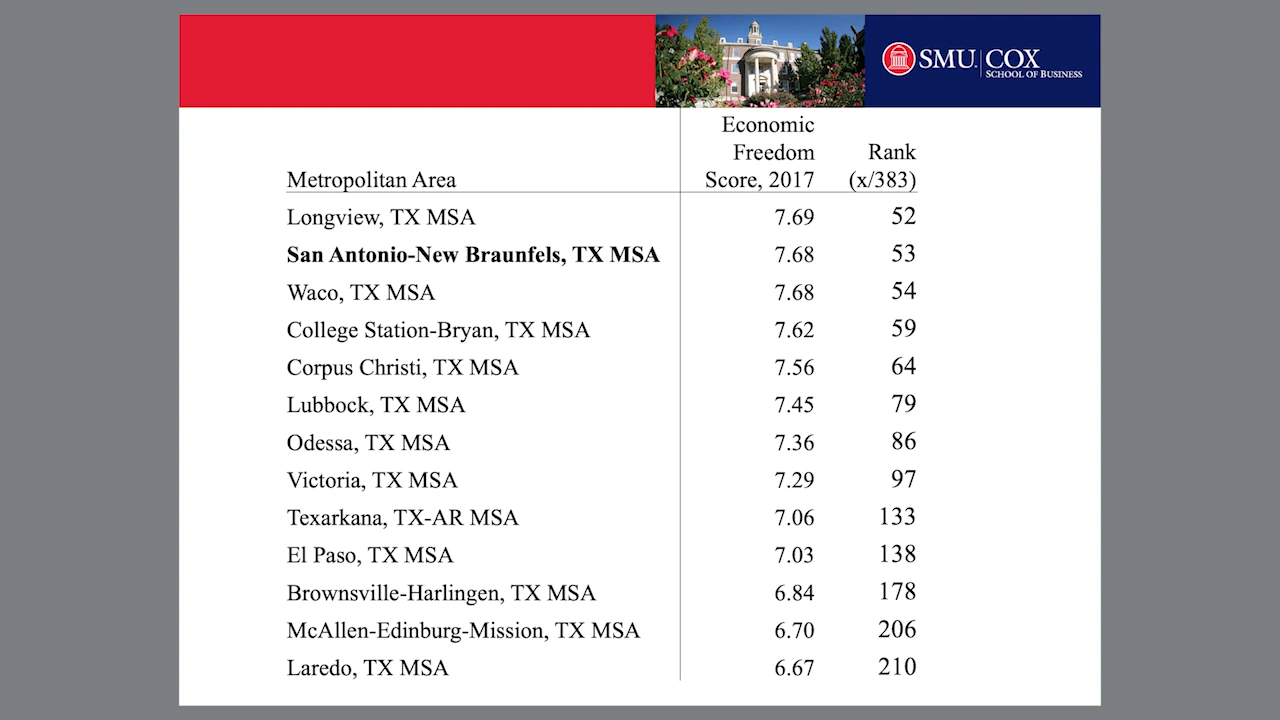 SMU. COX
SCHOOL OF BUSINESS
Economic
Freedom Rank
Metropolitan Area Score, 2017 (x/383)
Longview, TX MSA 7.69 52
San Antonio-New Braunfels, TX MSA 7.68 53
Waco, TX MSA 7.68 54
College Station-Bryan, TX MSA 7.62 59
Corpus Christi, TX MSA 7.56 64
Lubbock, TX MSA 7.45 79
Odessa, TX MSA 7.36 86
Victoria, TX MSA 7.29 97
Texarkana, TX-AR MSA 7.06 133
El Paso, TX MSA 7.03 138
Brownsville-Harlingen, TX MSA 6.84 178
McAllen-Edinburg-Mission, TX MSA 6.70 206
Laredo, TX MSA 6.67 210